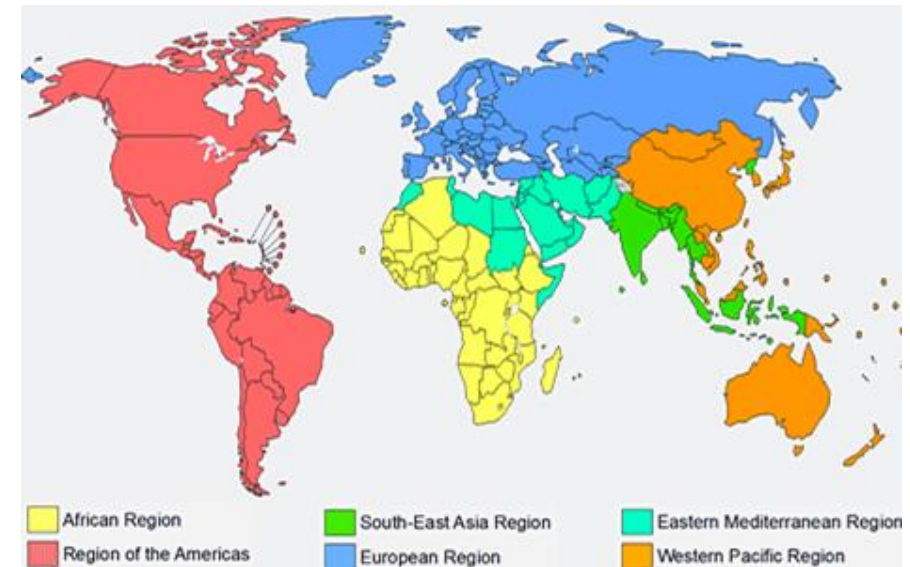 African Region
South-East Asia Region
Eastern Mediterranean Region
Region of the Americas
European Region
Western Pacific Region